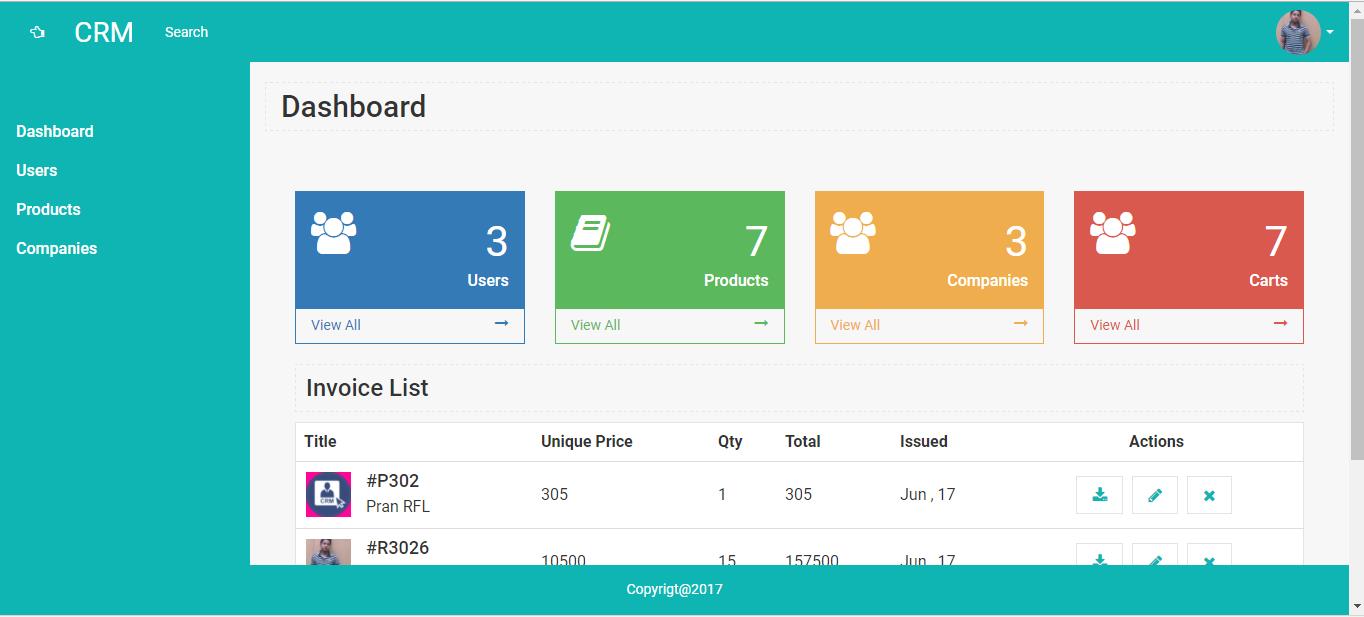 CRM Search
Dashboard
Users
Products
Companies
Dashboard
3
Users
View All
7
Products
View All
3
Companies
View All
7
Carts
View All
Invoice List
Title Unique Price Qty Total Issued Actions
CRM
#P302
Pran RFL
305 1 305 Jun , 17
#R3026
10500 15 157500 Jun , 17
Copyrigt@2017